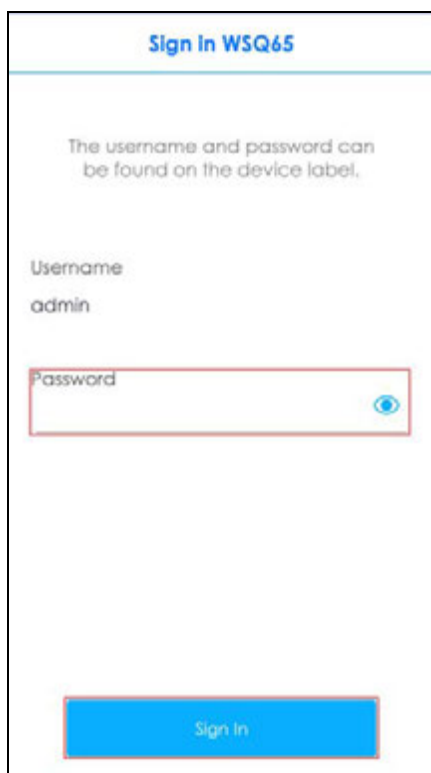 Sign in WSQ65
The username and password can
be found on the device label.
Username
admin
Password
Sign In